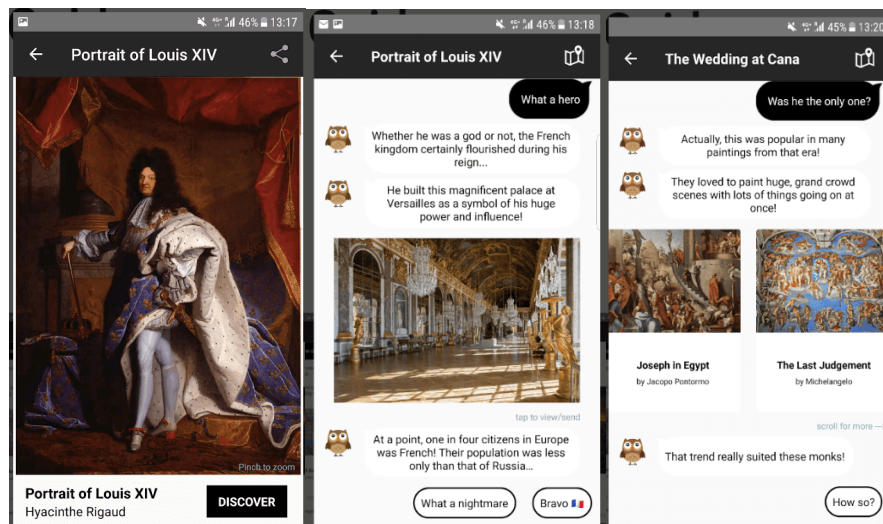 46% 13:17
Portrait of Louis XIV
Pinch to zoom
Portrait of Louis XIV
Hyacinthe Rigaud
DISCOVER
46% 13:18
Portrait of Louis XIV
What a hero
Whether he was a god or not, the French
kingdom certainly flourished during his
reign...
He built this magnificent palace at
Versailles as a symbol of his huge
power and influence!
tap to view/send
At a point, one in four citizens in Europe
was French! Their population was less
only than that of Russia...
What a nightmare
Bravo 🇫🇷
45% 13:20
The Wedding at Cana
Was he the only one?
Actually, this was popular in many
paintings from that era!
They loved to paint huge, grand crowd
scenes with lots of things going on at
once!
Joseph in Egypt
by Jacopo Pontormo
The Last Judgement
by Michelangelo
scroll for more
That trend really suited these monks!
How so?